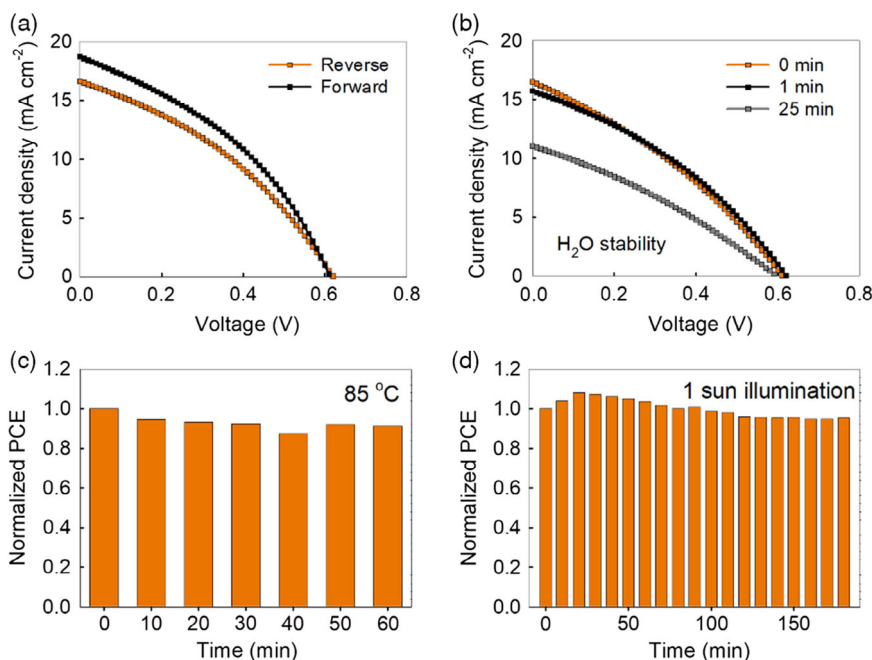 (a)
Current density (mA cm⁻²)
20
15
10
5
0
Reverse
Forward
0.0 0.2 0.4 0.6 0.8
Voltage (V)
(b)
Current density (mA cm⁻²)
20
15
10
5
0
0 min
1 min
25 min
H₂O stability
0.0 0.2 0.4 0.6 0.8
Voltage (V)
(c)
Normalized PCE
1.2
1.0
0.8
0.6
0.4
0.2
0.0
85 °C
0 10 20 30 40 50 60
Time (min)
(d)
Normalized PCE
1.2
1.0
0.8
0.6
0.4
0.2
0.0
1 sun illumination
0 50 100 150
Time (min)